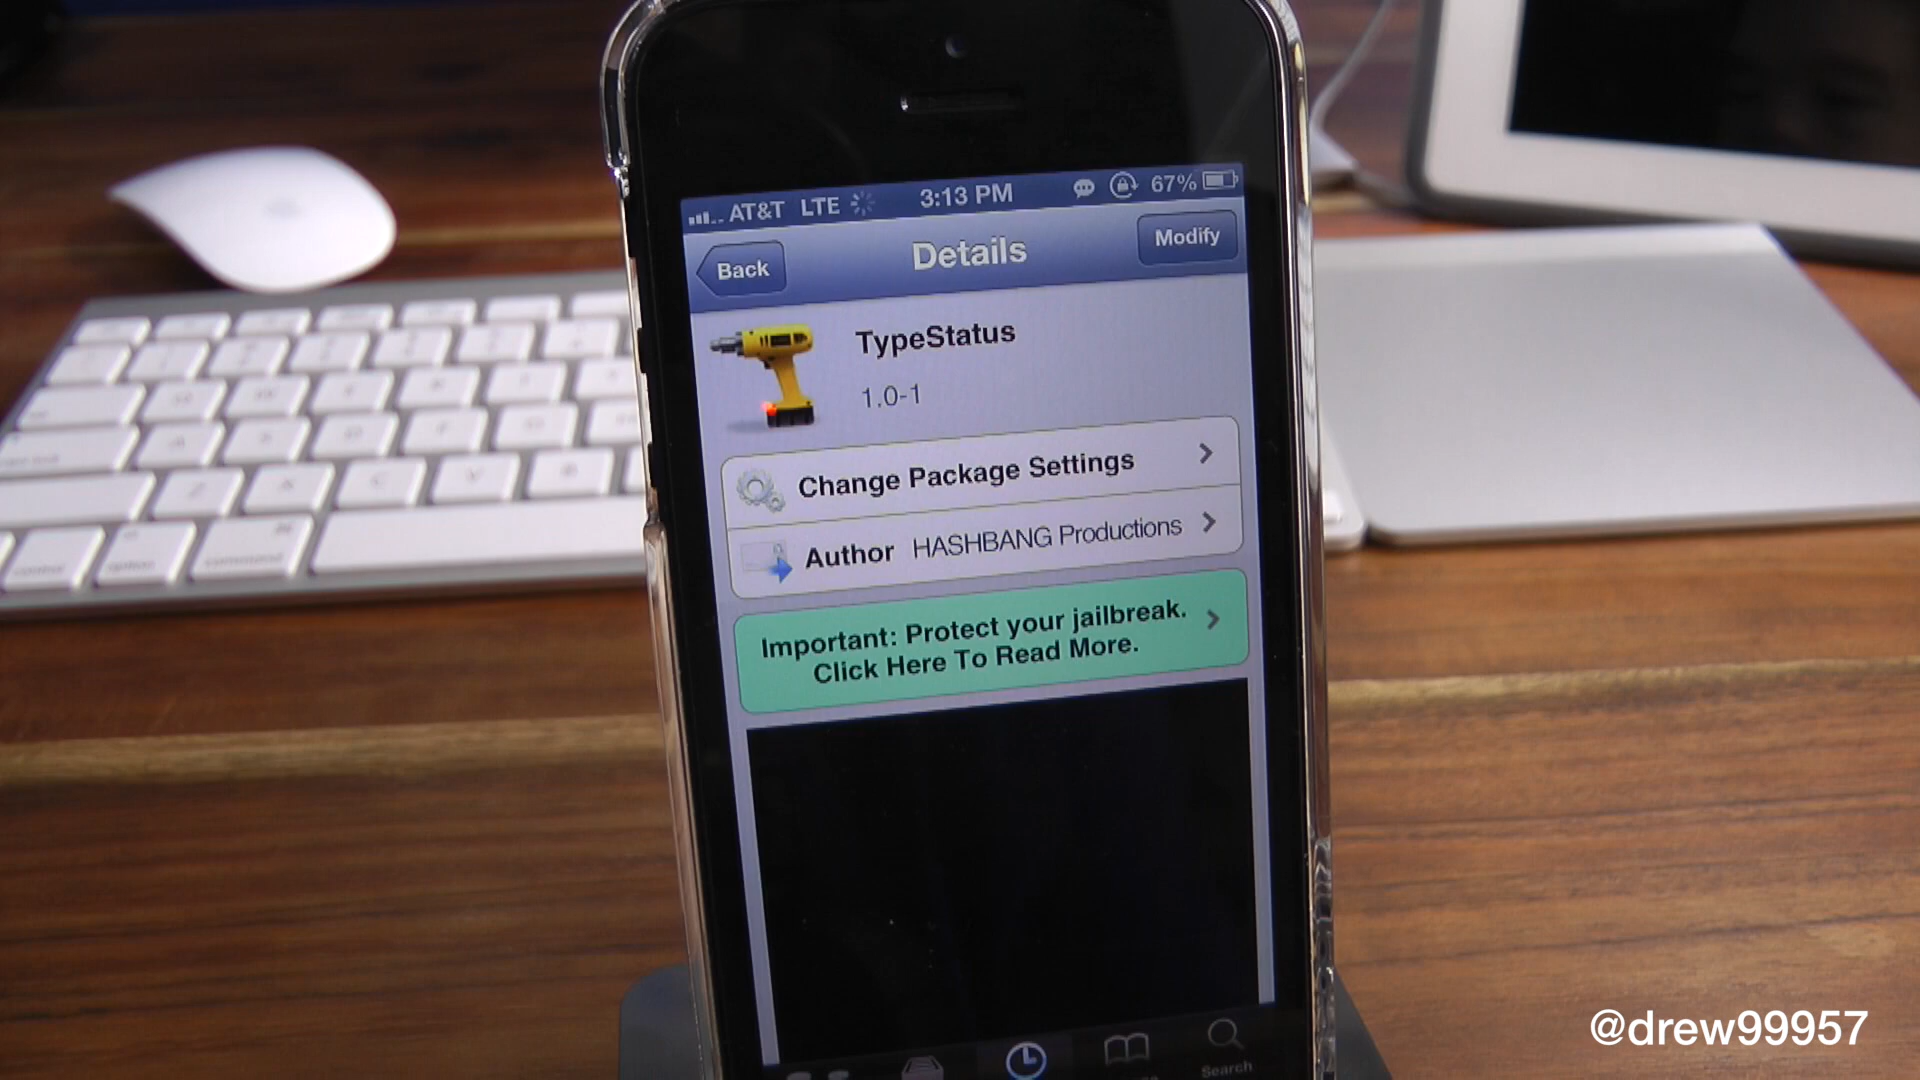 AT&T LTE 3:13 PM 67%
Back
Details
Modify
TypeStatus
1.0-1
Change Package Settings
Author HASHBANG Productions
Important: Protect your jailbreak.
Click Here To Read More.
Search
command
@drew99957